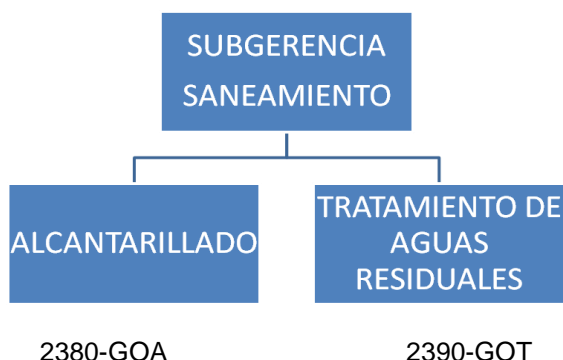 SUBGERENCIA
SANEAMIENTO
ALCANTARILLADO
TRATAMIENTO DE
AGUAS
RESIDUALES
2380-GOA
2390-GOT